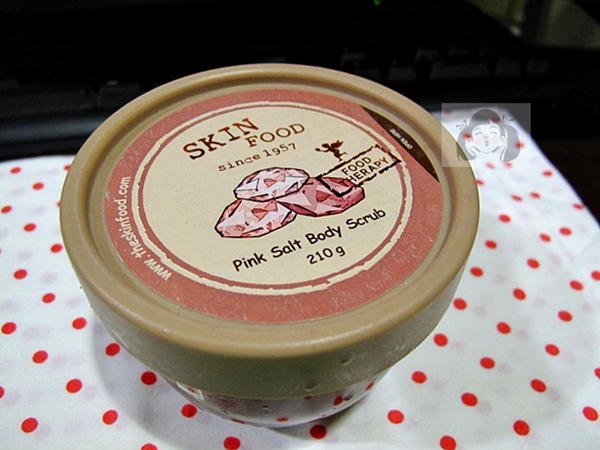 SKIN
FOOD
since 1957
FOOD
THERAPY
Pink Salt Body Scrub
210 g
www.theskinfood.com